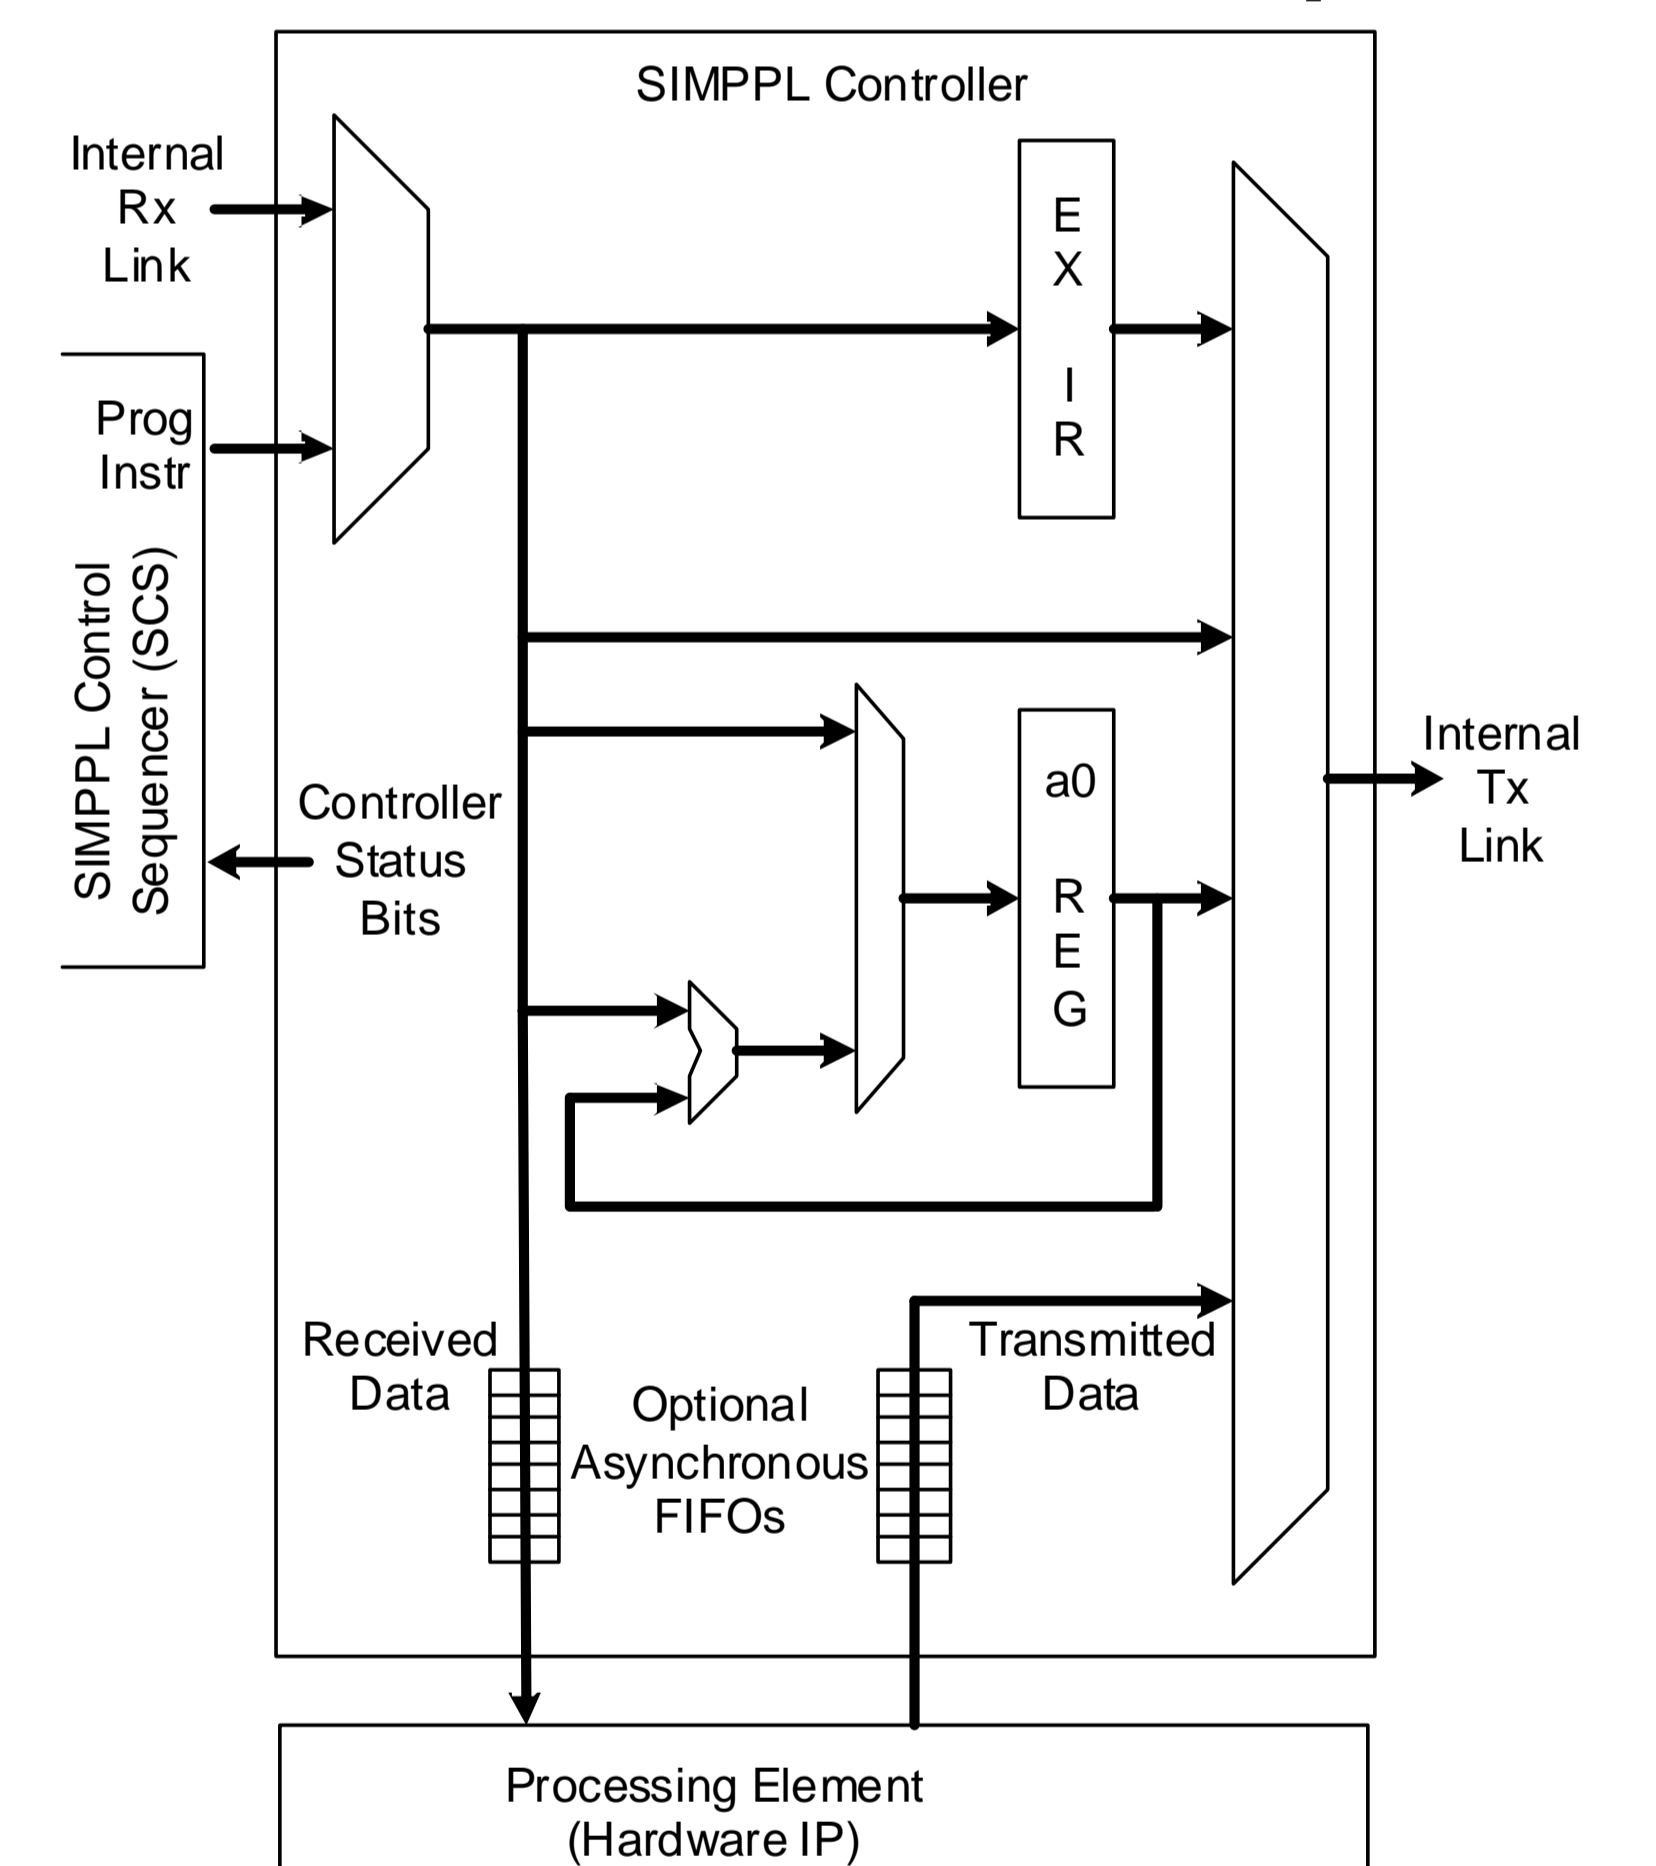 SIMPPL Controller
Internal
Rx
Link
Prog
Instr
SIMPPL Control
Sequencer (SCS)
Controller
Status
Bits
E
X
I
R
a0
R
E
G
Internal
Tx
Link
Received
Data
Optional
Asynchronous
FIFOs
Transmitted
Data
Processing Element
(Hardware IP)